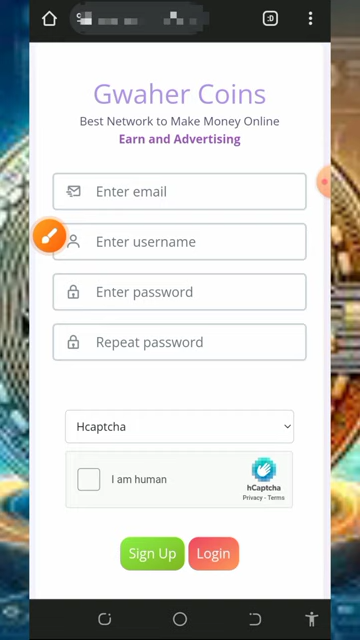 :D
Gwaher Coins
Best Network to Make Money Online
Earn and Advertising
Enter email
Enter username
Enter password
Repeat password
Hcaptcha
I am human
hCaptcha
Privacy - Terms
Sign Up
Login